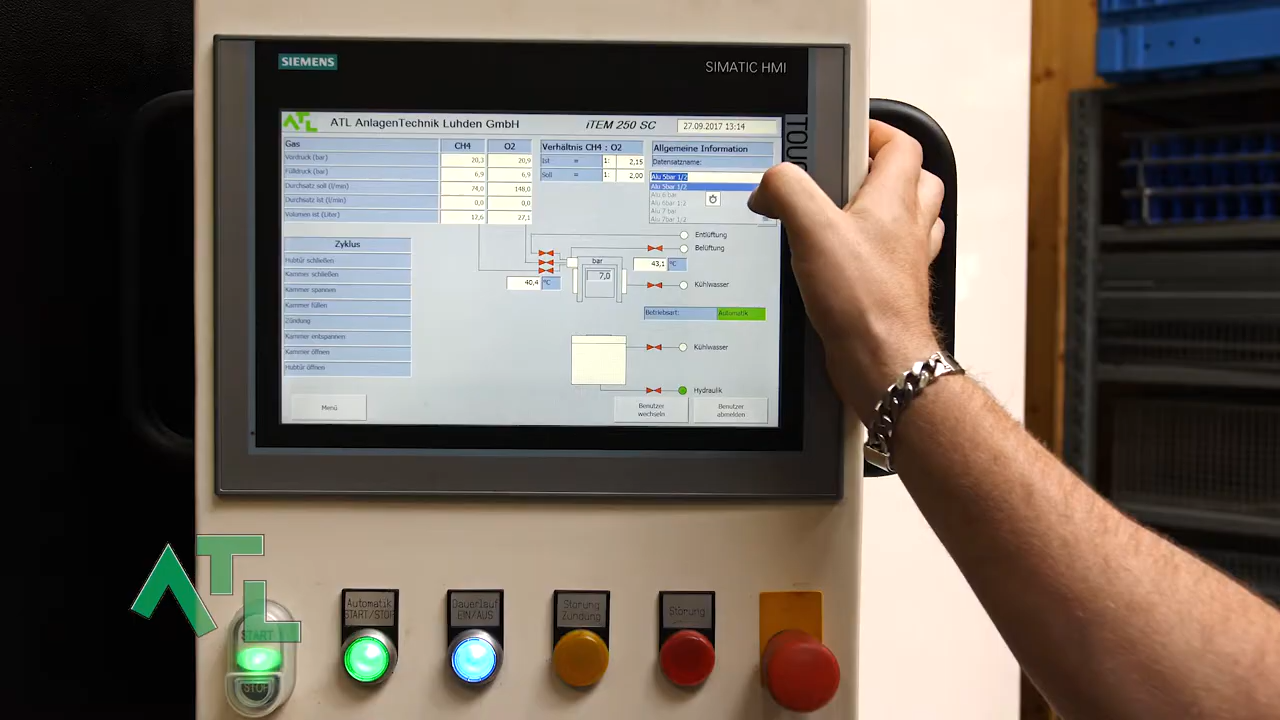 SIEMENS
SIMATIC HMI
TOUC
ATL
ATL AnlagenTechnik Luhden GmbH
iTEM 250 SC
27.09.2017 13:14
Gas
CH4
O2
Vordruck (bar)
20,3
20,9
Fülldruck (bar)
6,9
6,9
Durchsatz soll (l/min)
74,0
148,0
Durchsatz ist (l/min)
0,0
0,0
Volumen ist (Liter)
12,6
27,1
Verhältnis CH4 : O2
Ist = 1: 2,15
Soll = 1: 2,00
Allgemeine Information
Datensatzname:
Alu 5bar 1/2
Alu 5bar 1/2
Alu 6 bar
Alu 6bar 1:2
Alu 7 bar
Alu 7bar 1/2
Zyklus
Hubtür schließen
Kammer schließen
Kammer spannen
Kammer füllen
Zündung
Kammer entspannen
Kammer öffnen
Hubtür öffnen
Entlüftung
Belüftung
bar
7,0
43,1 °C
40,4 °C
Kühlwasser
Betriebsart: Automatik
Kühlwasser
Hydraulik
Menü
Benutzer
wechseln
Benutzer
abmelden
ATL
START
STOP
Automatik
START/STOP
Dauerlauf
EIN/AUS
Störung
Zündung
Störung